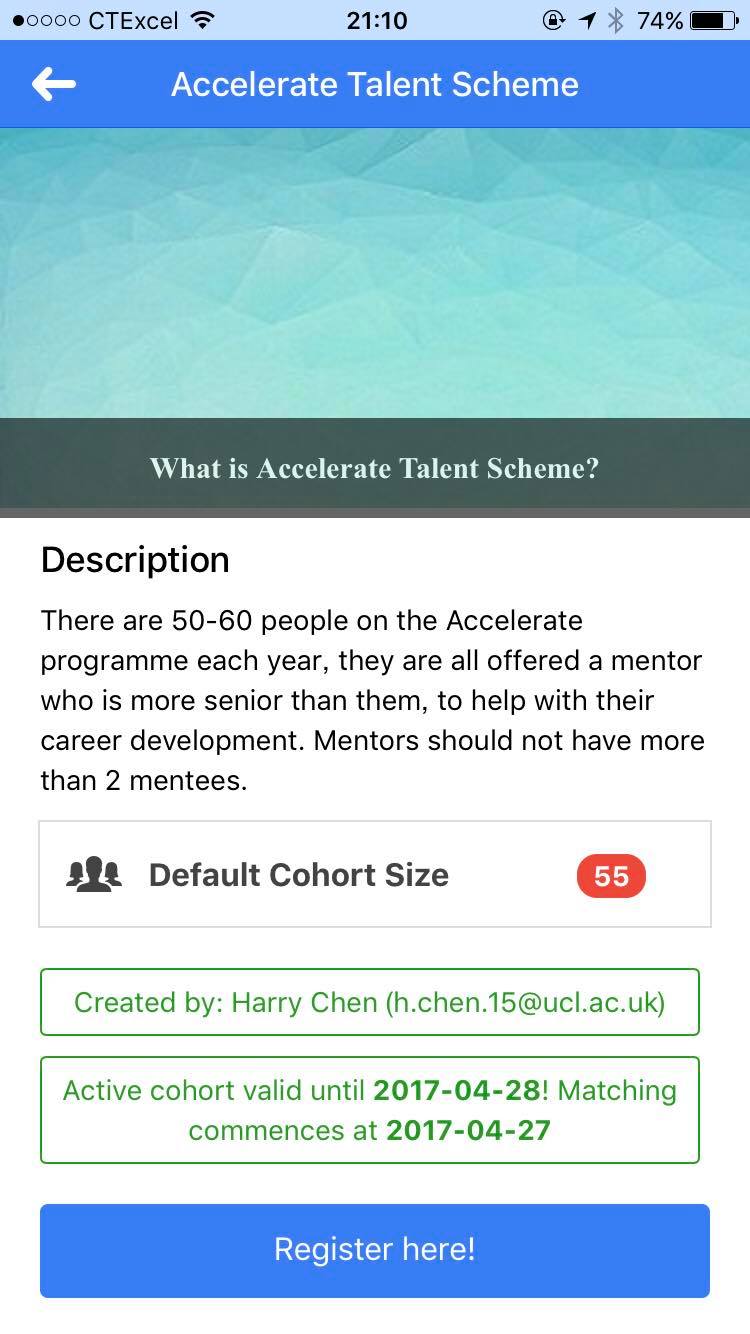 CTExcel 21:10 74%
Accelerate Talent Scheme
What is Accelerate Talent Scheme?
Description
There are 50-60 people on the Accelerate
programme each year, they are all offered a mentor
who is more senior than them, to help with their
career development. Mentors should not have more
than 2 mentees.
Default Cohort Size 55
Created by: Harry Chen (h.chen.15@ucl.ac.uk)
Active cohort valid until 2017-04-28! Matching
commences at 2017-04-27
Register here!